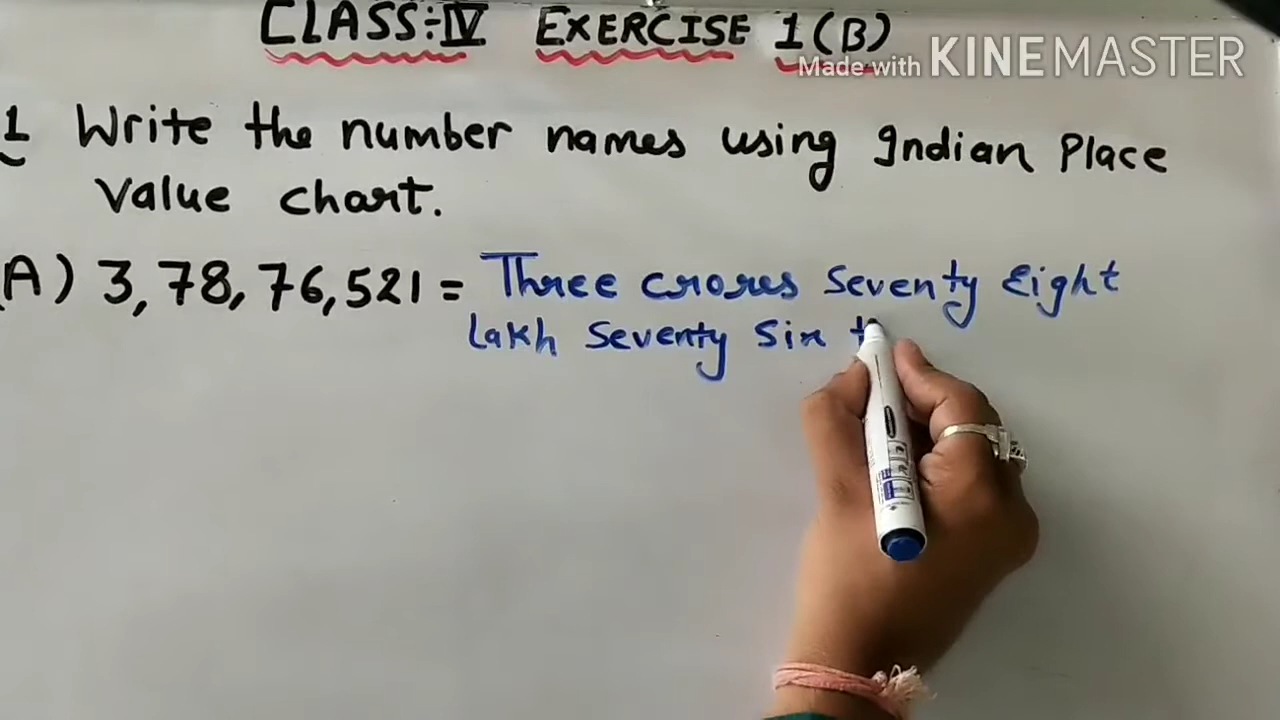 CLASS:-IV EXERCISE 1(B)
Made with KINEMASTER
1 Write the number names using Indian Place
Value chart.
(A) 3,78,76,521 = Three crores Seventy Eight
Lakh Seventy Six t